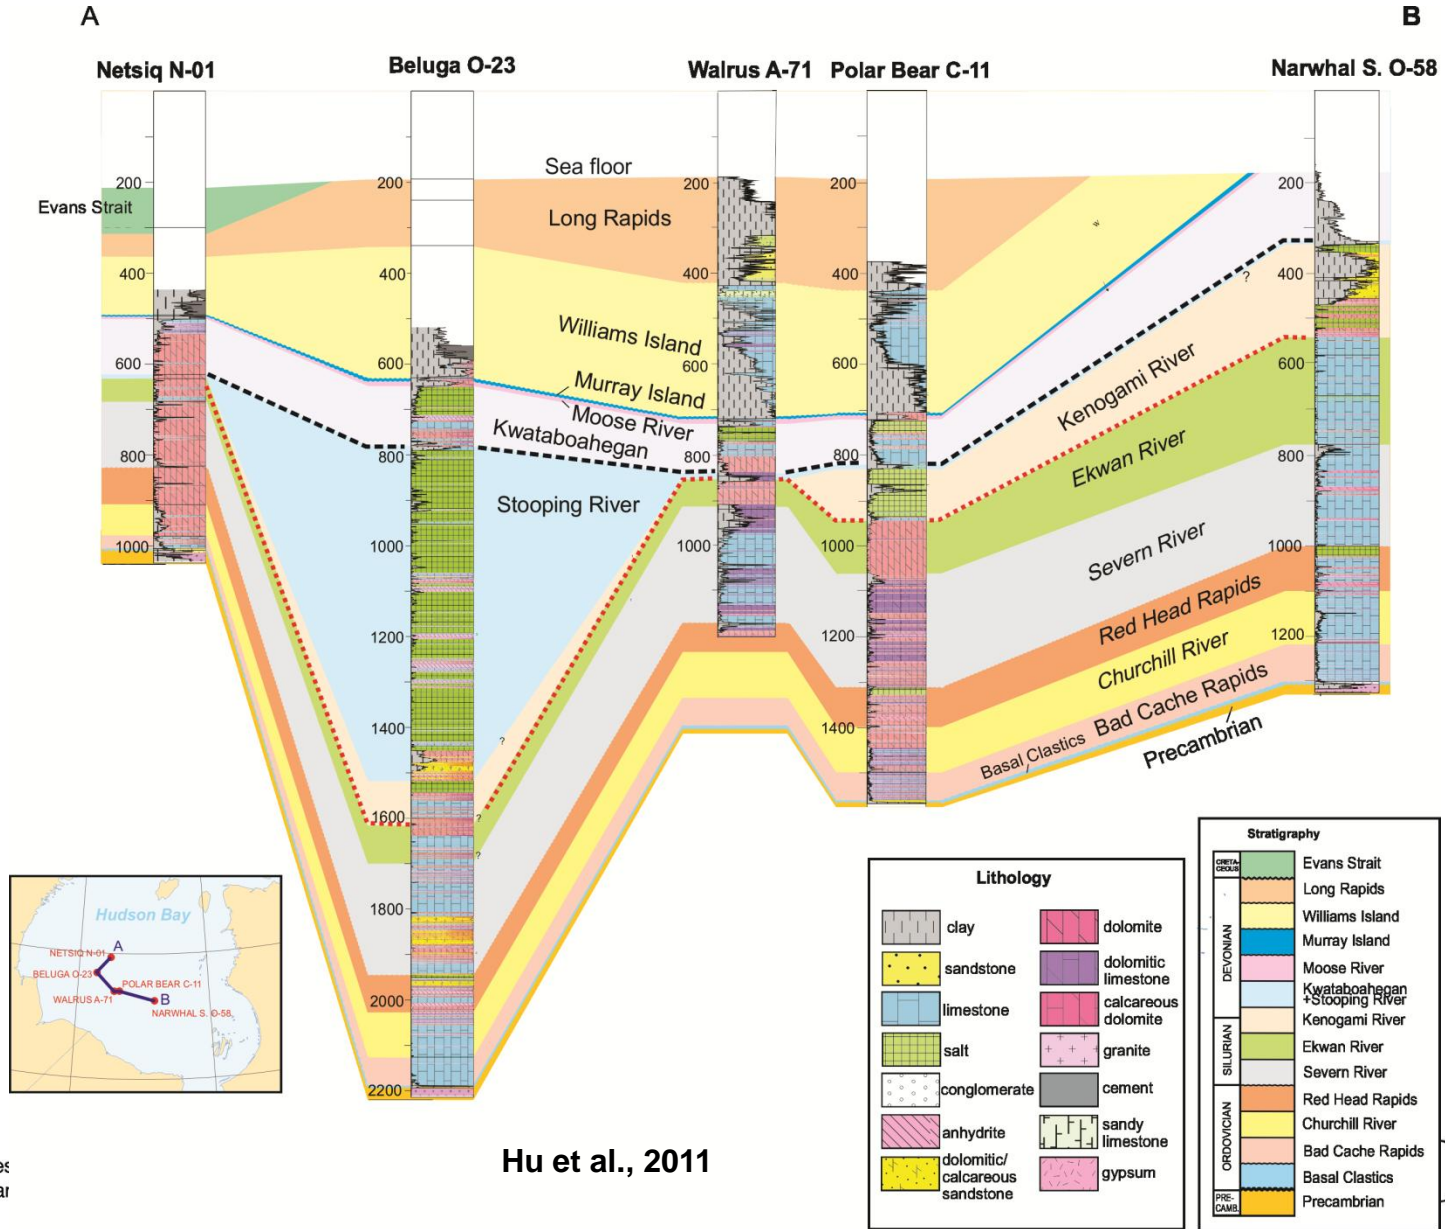 A
B
Netsiq N-01
Beluga O-23
Walrus A-71
Polar Bear C-11
Narwhal S. O-58
Sea floor
Evans Strait
Long Rapids
Williams Island
Murray Island
Moose River
Kwataboahegan
Stooping River
Kenogami River
Ekwan River
Severn River
Red Head Rapids
Churchill River
Bad Cache Rapids
Basal Clastics
Precambrian
200
400
600
800
1000
200
400
600
800
1000
1200
1400
1600
1800
2000
2200
200
400
600
800
1000
1200
200
400
600
800
1000
1200
1400
200
400
600
800
1000
1200
?
?
?
?
Hudson Bay
NETSIQ N-01
A
BELUGA O-23
POLAR BEAR C-11
WALRUS A-71
B
NARWHAL S. O-58
Hu et al., 2011
Lithology
clay
sandstone
limestone
salt
conglomerate
anhydrite
dolomitic/
calcareous
sandstone
dolomite
dolomitic
limestone
calcareous
dolomite
granite
cement
sandy
limestone
gypsum
Stratigraphy
CRETA-
CEOUS
DEVONIAN
SILURIAN
ORDOVICIAN
PRE-
CAMB.
Evans Strait
Long Rapids
Williams Island
Murray Island
Moose River
Kwataboahegan
+Stooping River
Kenogami River
Ekwan River
Severn River
Red Head Rapids
Churchill River
Bad Cache Rapids
Basal Clastics
Precambrian